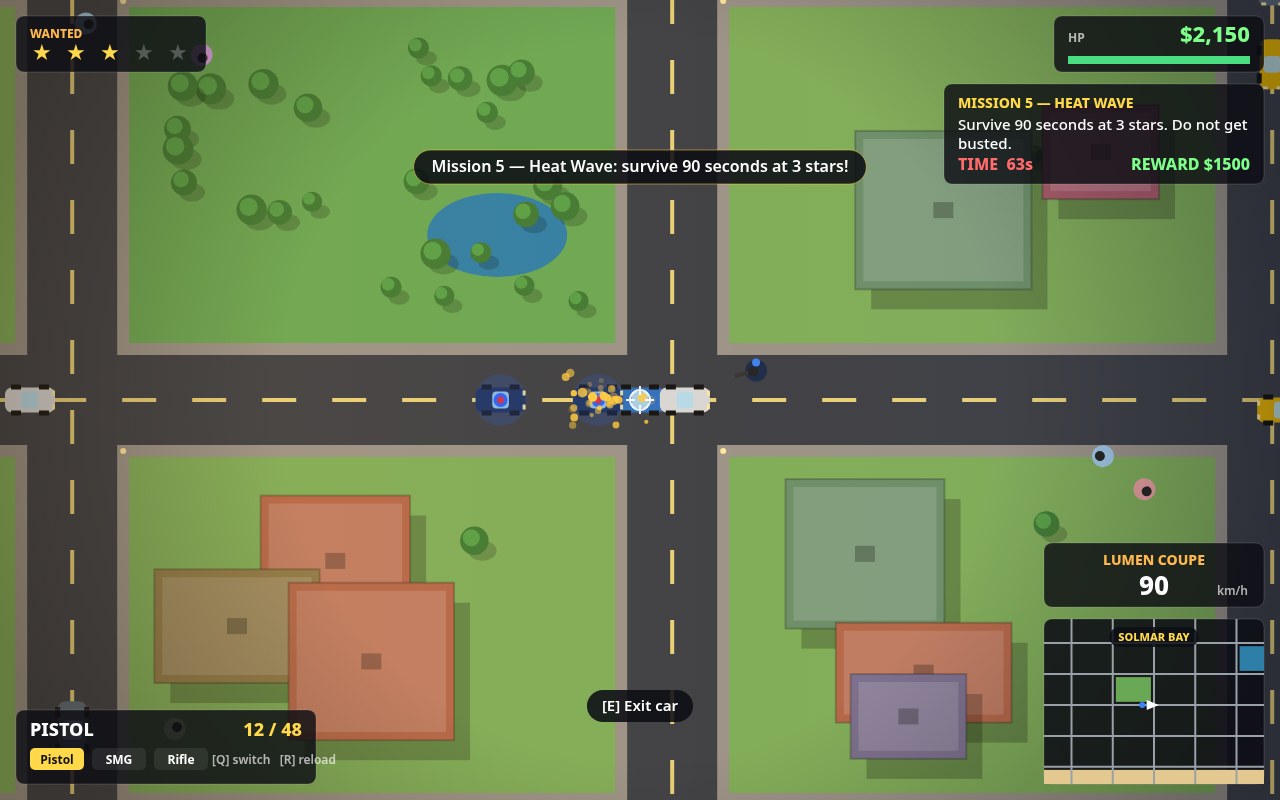 WANTED
HP $2,150
MISSION 5 — HEAT WAVE
Survive 90 seconds at 3 stars. Do not get
busted.
TIME 63s REWARD $1500
Mission 5 — Heat Wave: survive 90 seconds at 3 stars!
LUMEN COUPE
90 km/h
SOLMAR BAY
[E] Exit car
PISTOL 12 / 48
Pistol SMG Rifle [Q] switch [R] reload